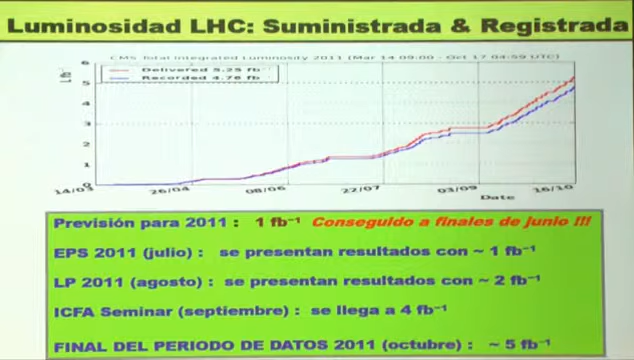 Luminosidad LHC: Suministrada & Registrada
CMS Total Integrated Luminosity 2011 (Mar 14 09:00 - Oct 17 04:59 UTC)
Delivered 5.25 fb⁻¹
Recorded 4.76 fb
6
5
4
3
2
1
0
14/03 26/04 08/06 22/07 03/09 16/10
Date
Previsión para 2011 : 1 fb⁻¹ Conseguido a finales de junio !!!
EPS 2011 (julio) : se presentan resultados con ~ 1 fb⁻¹
LP 2011 (agosto) : se presentan resultados con ~ 2 fb⁻¹
ICFA Seminar (septiembre) : se llega a 4 fb⁻¹
FINAL DEL PERIODO DE DATOS 2011 (octubre) : ~ 5 fb⁻¹